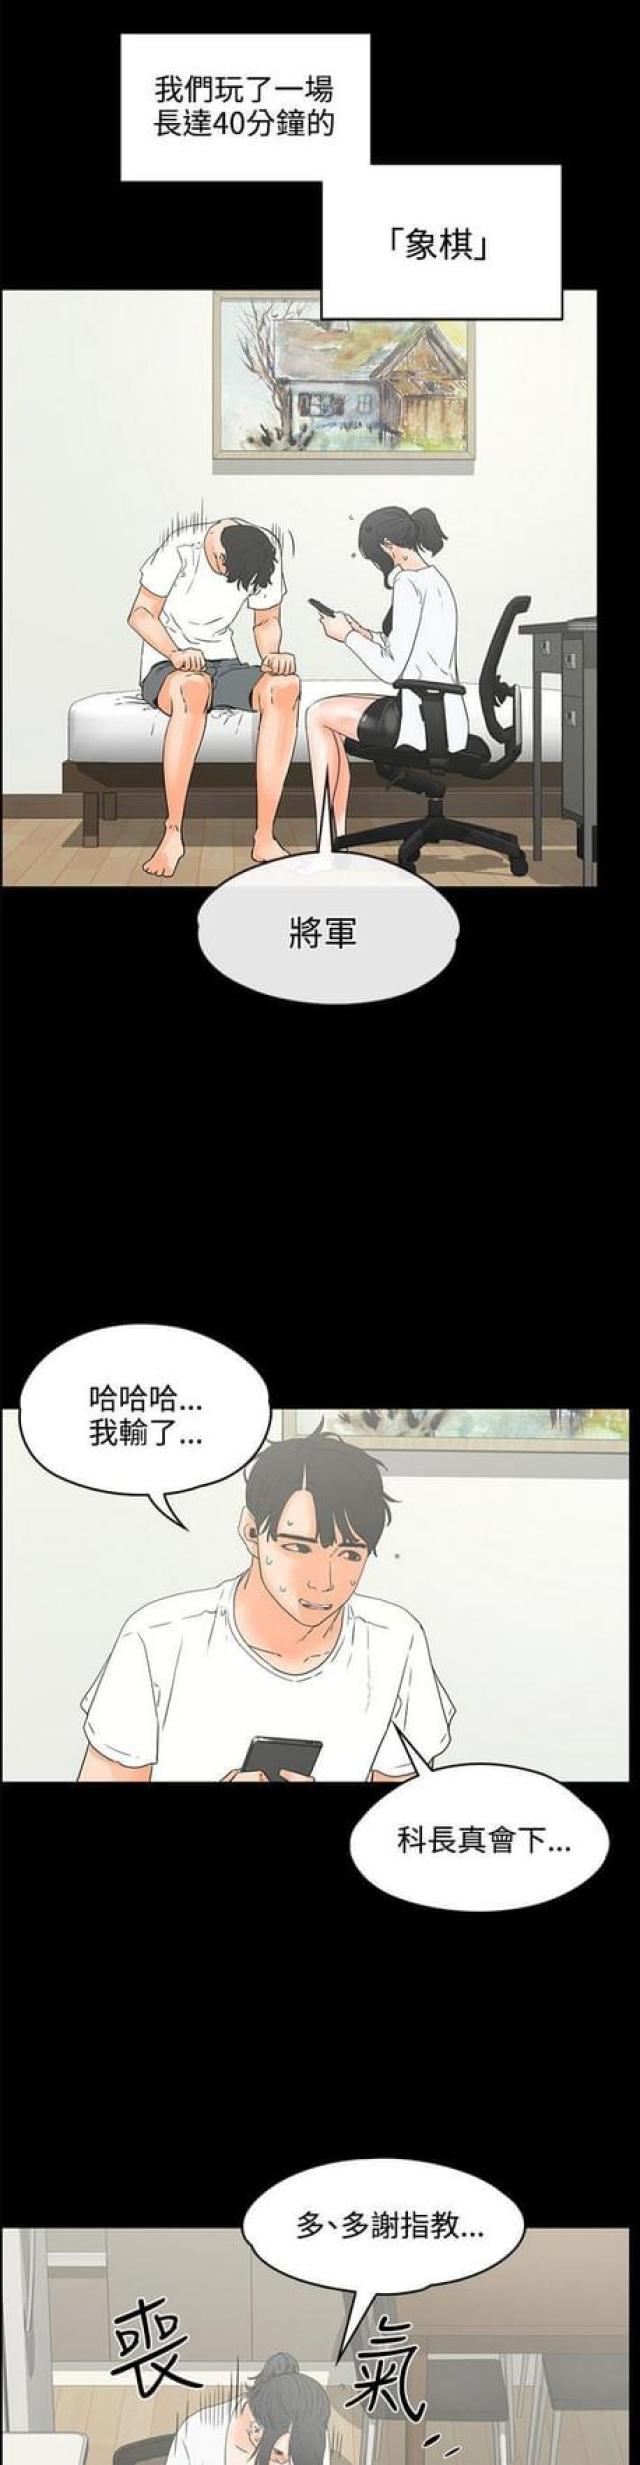 我們玩了一場
長達40分鐘的
「象棋」
將軍
哈哈哈...
我輸了...
科長真會下...
多、多謝指教...
喪
氣